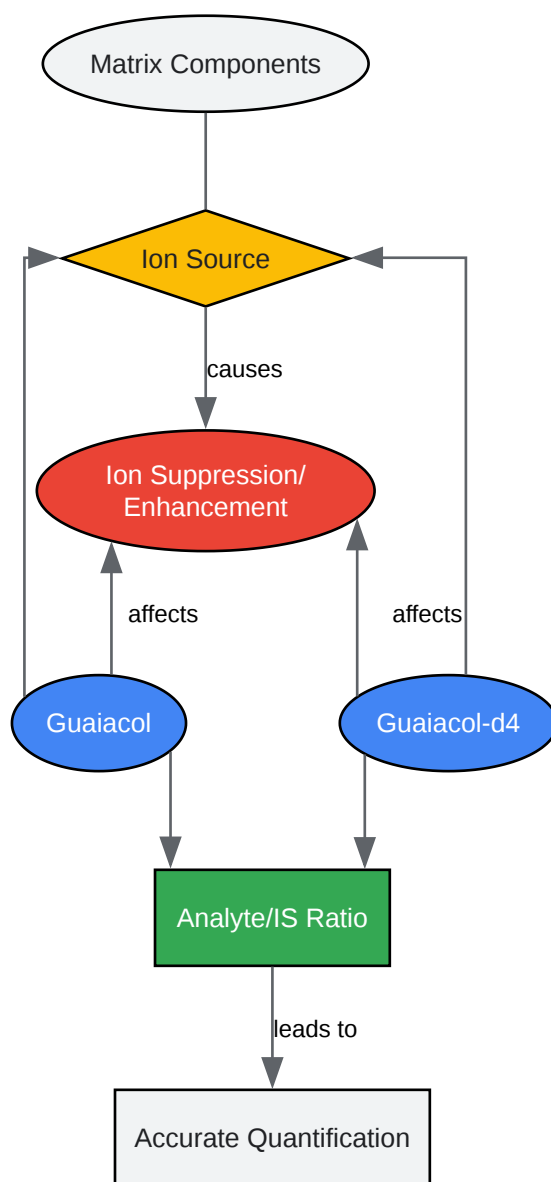 Matrix Components
Ion Source
causes
Ion Suppression/
Enhancement
affects
affects
Guaiacol
Guaiacol-d4
Analyte/IS Ratio
leads to
Accurate Quantification